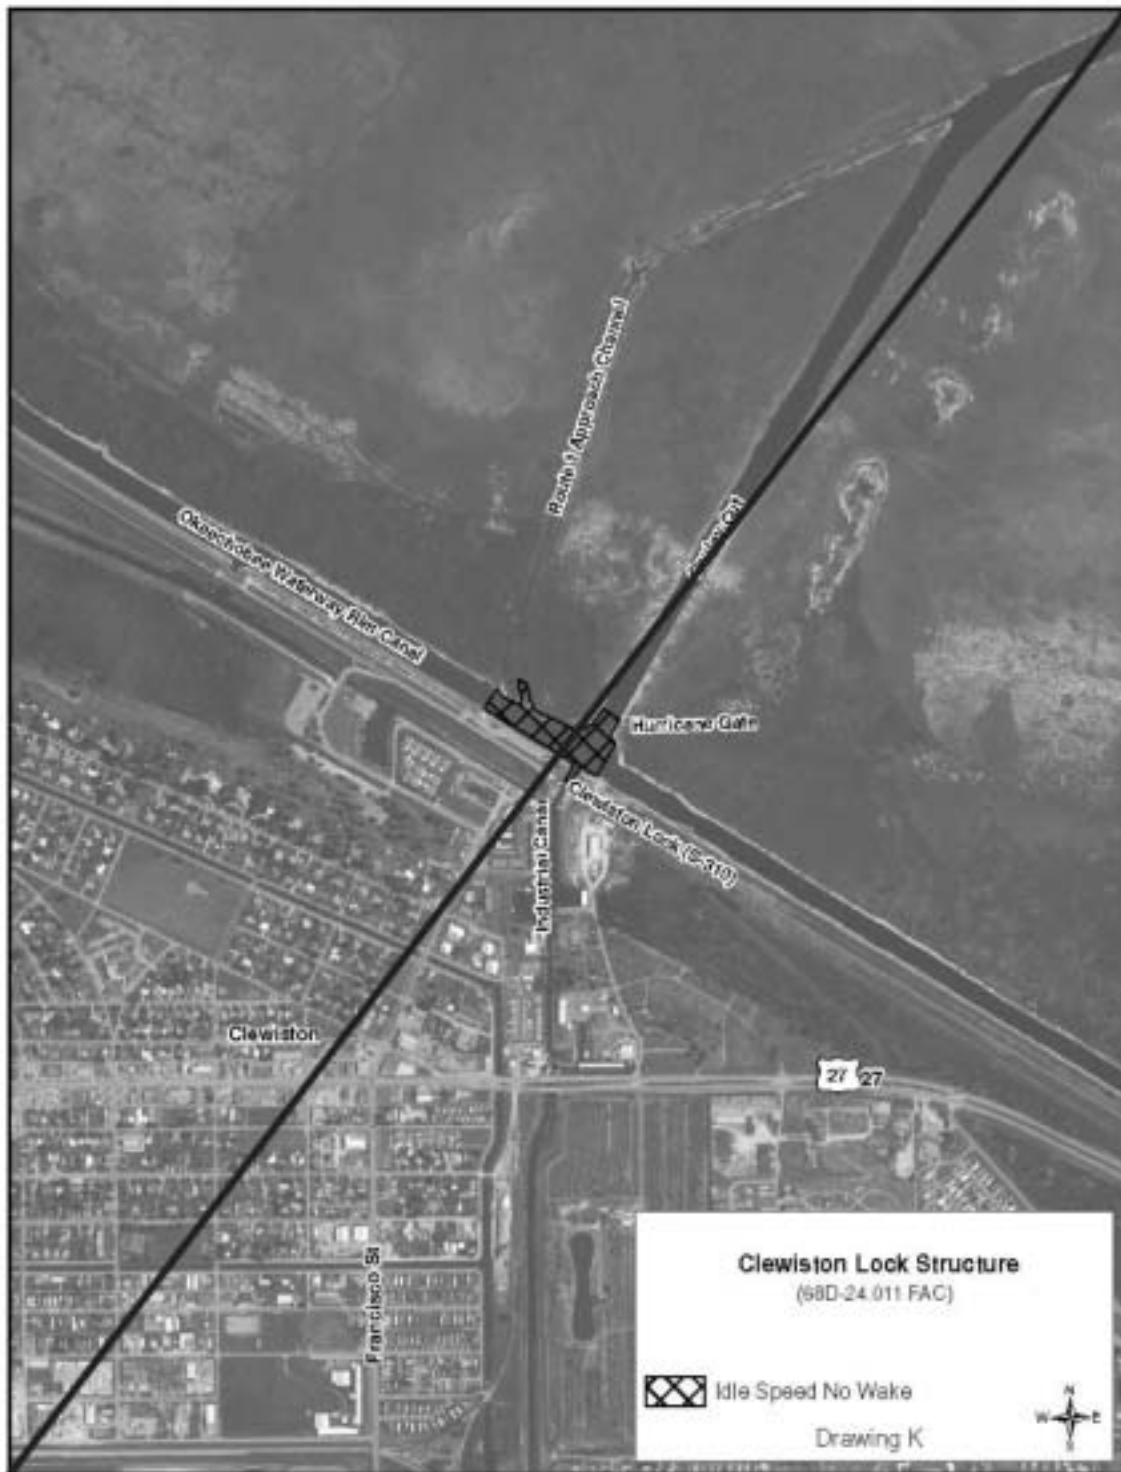 Route 1 Approach Channel
Cut
Okeechobee Waterway Rim Canal
Hurricane Gate
Clewiston Lock (S-310)
Industrial Canal
Clewiston
27 27
Francisco St
Clewiston Lock Structure
(68D-24.011 FAC)
Idle Speed No Wake
N
W E
S
Drawing K